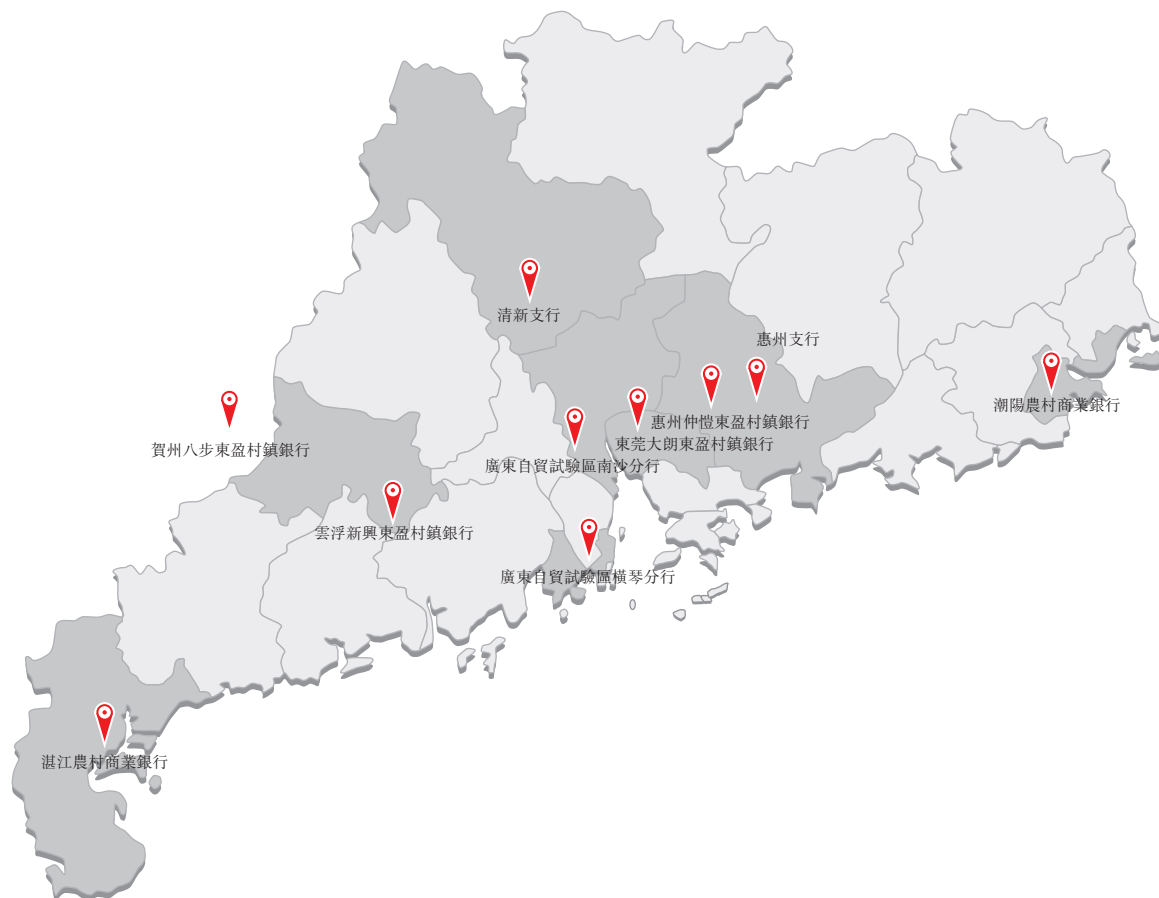 清新支行
惠州支行
潮陽農村商業銀行
惠州仲愷東盈村鎮銀行
東莞大朗東盈村鎮銀行
賀州八步東盈村鎮銀行
廣東自貿試驗區南沙分行
雲浮新興東盈村鎮銀行
廣東自貿試驗區橫琴分行
湛江農村商業銀行